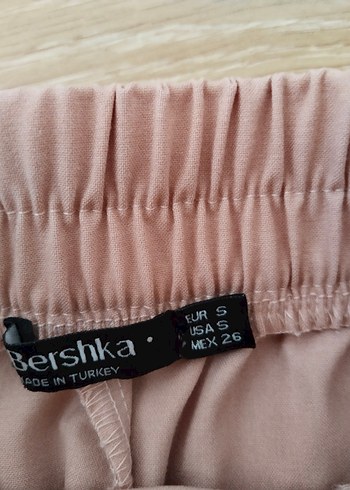 Bershka
MADE IN TURKEY
EUR S
USA S
MEX 26